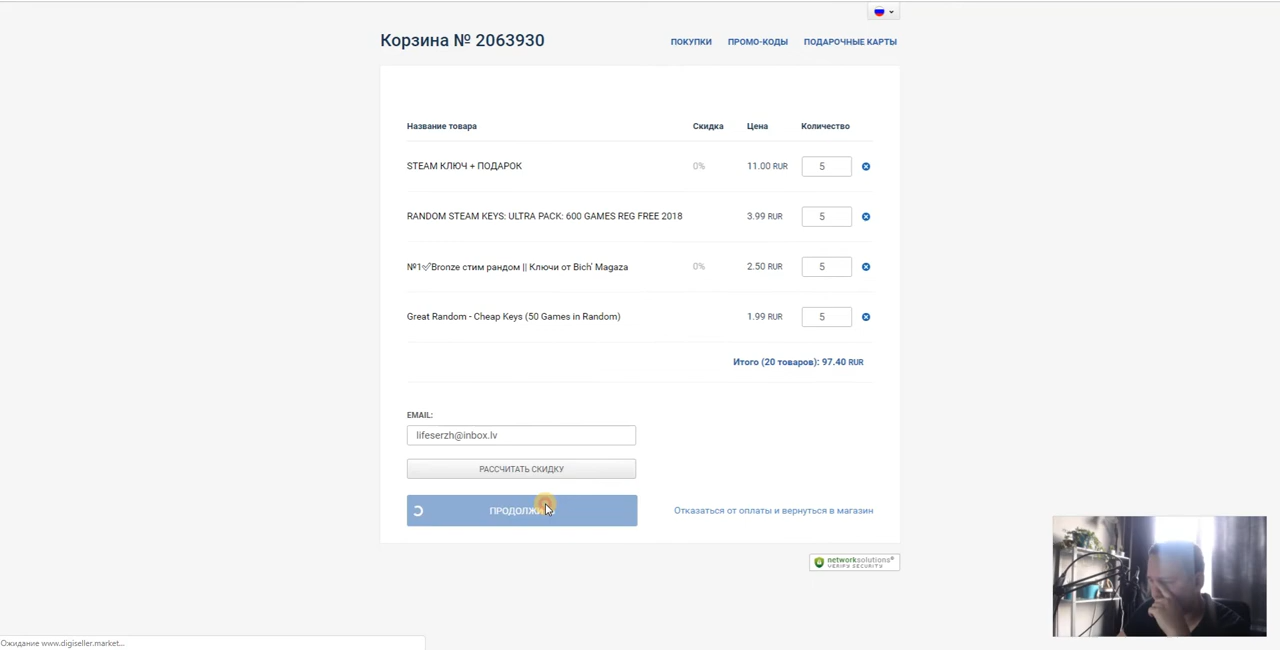 Корзина № 2063930
ПОКУПКИ ПРОМО-КОДЫ ПОДАРОЧНЫЕ КАРТЫ
Название товара Скидка Цена Количество
STEAM КЛЮЧ + ПОДАРОК 0% 11.00 RUR 5
RANDOM STEAM KEYS: ULTRA PACK: 600 GAMES REG FREE 2018 3.99 RUR 5
№1✅Bronze стим рандом || Ключи от Bich' Magaza 0% 2.50 RUR 5
Great Random - Cheap Keys (50 Games in Random) 1.99 RUR 5
Итого (20 товаров): 97.40 RUR
EMAIL:
lifeserzh@inbox.lv
РАССЧИТАТЬ СКИДКУ
Отказаться от оплаты и вернуться в магазин
networksolutions®
VERIFY SECURITY
Ожидание www.digiseller.market...